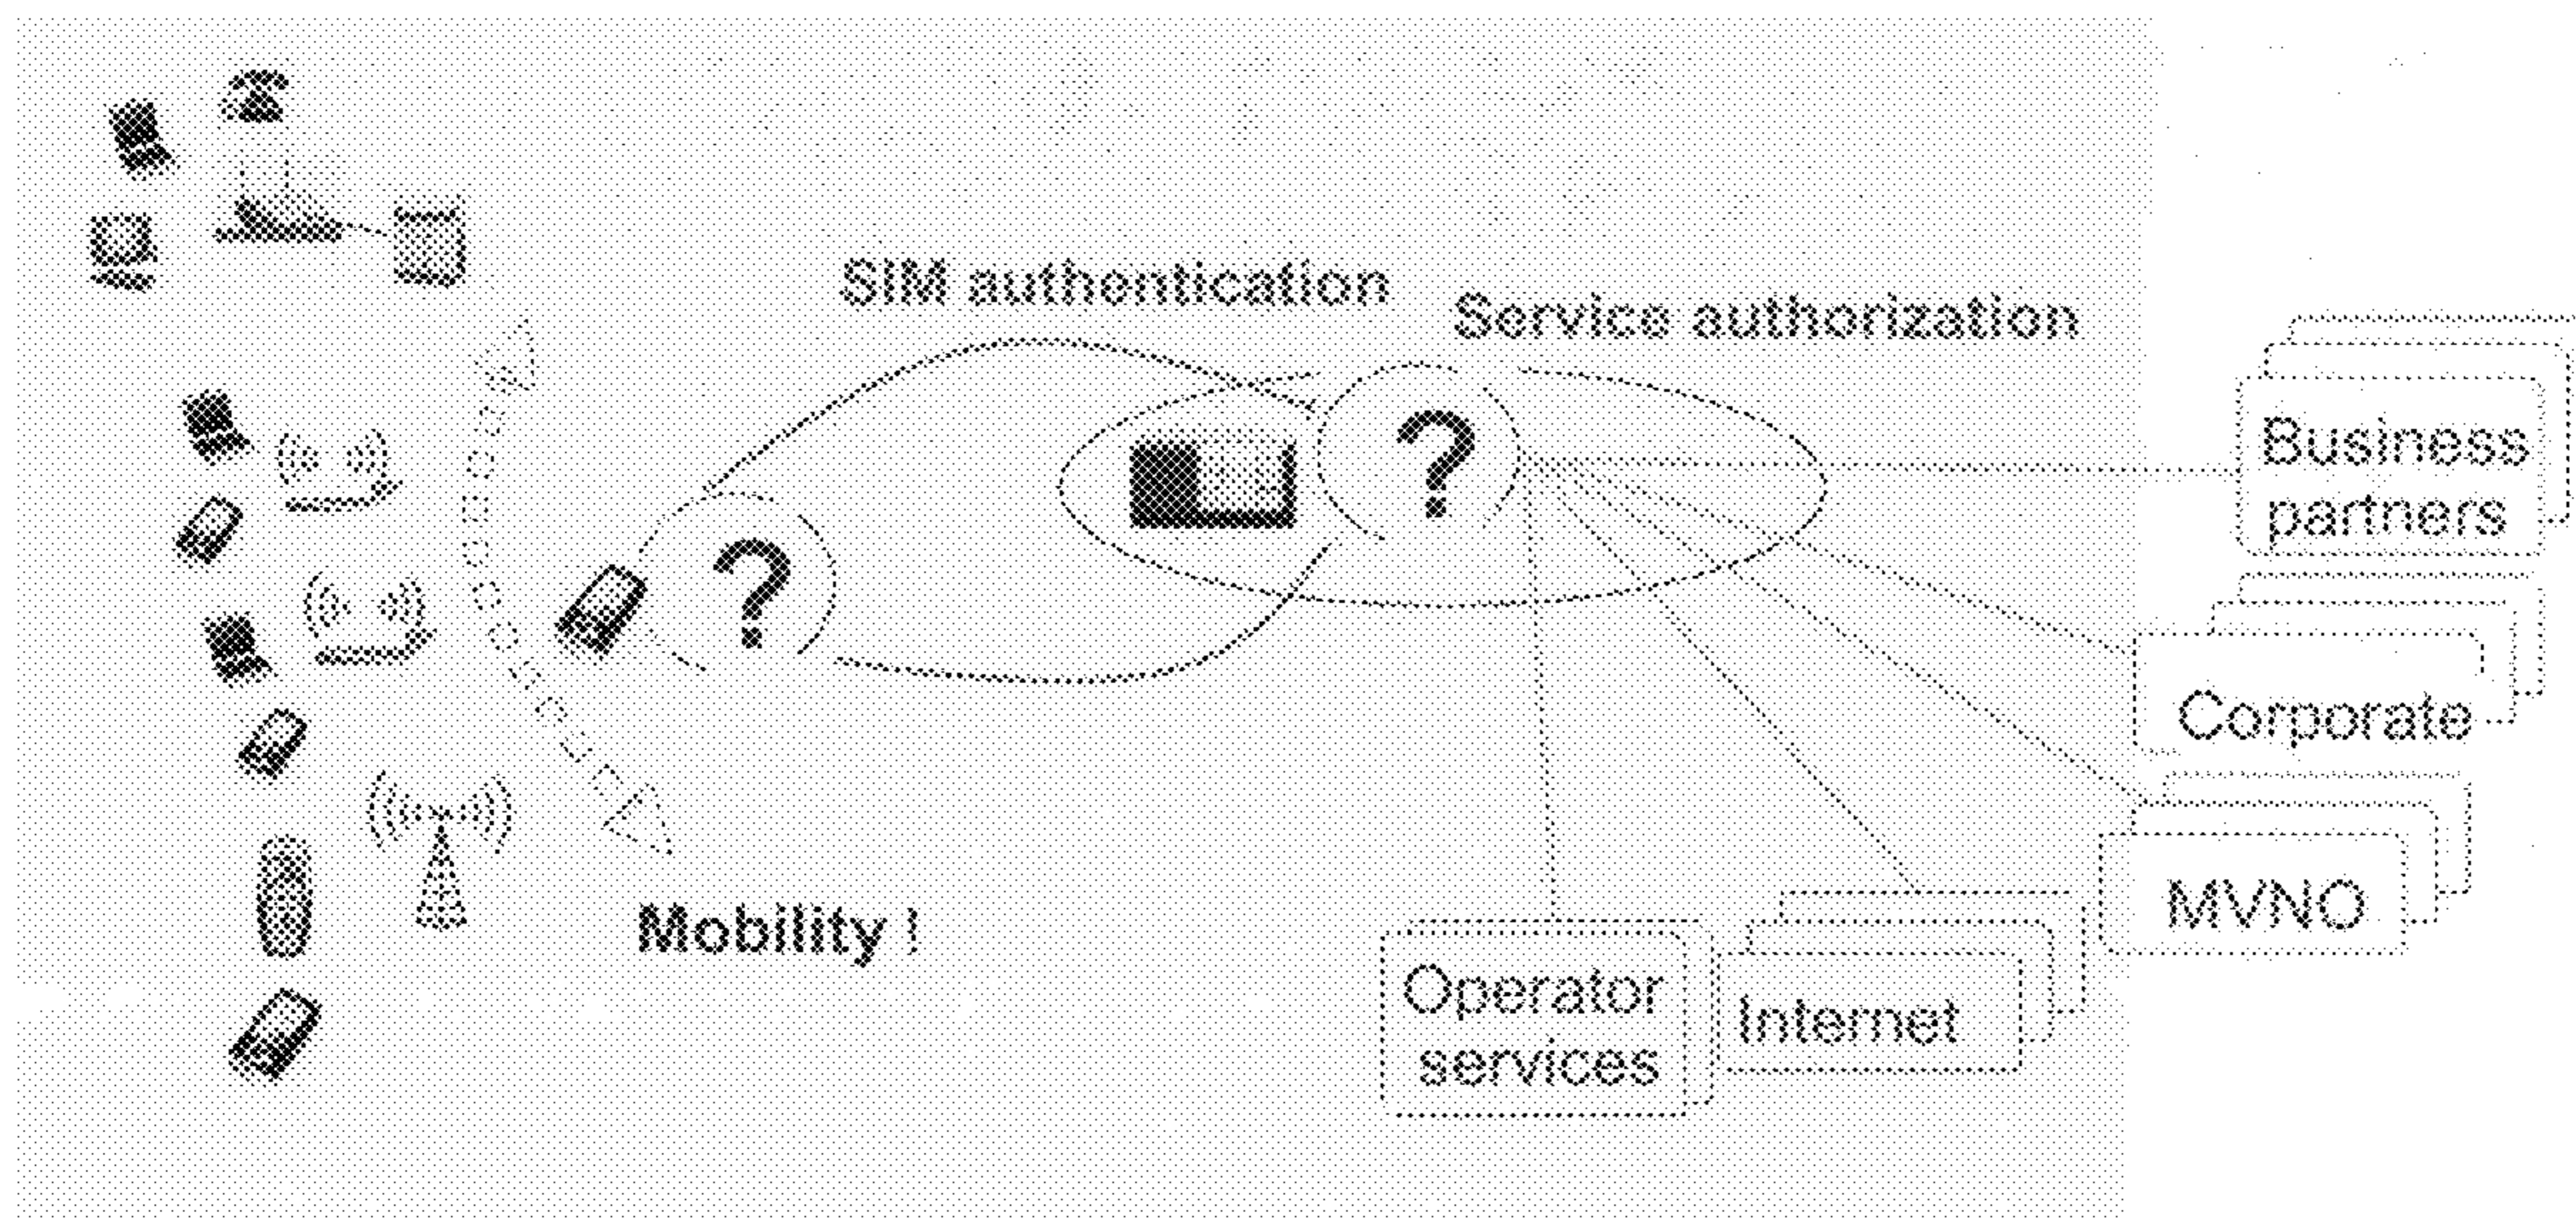 SIM authentication
Service authorization
?
?
Business
partners
Corporate
MVNO
Mobility !
Operator
services
Internet